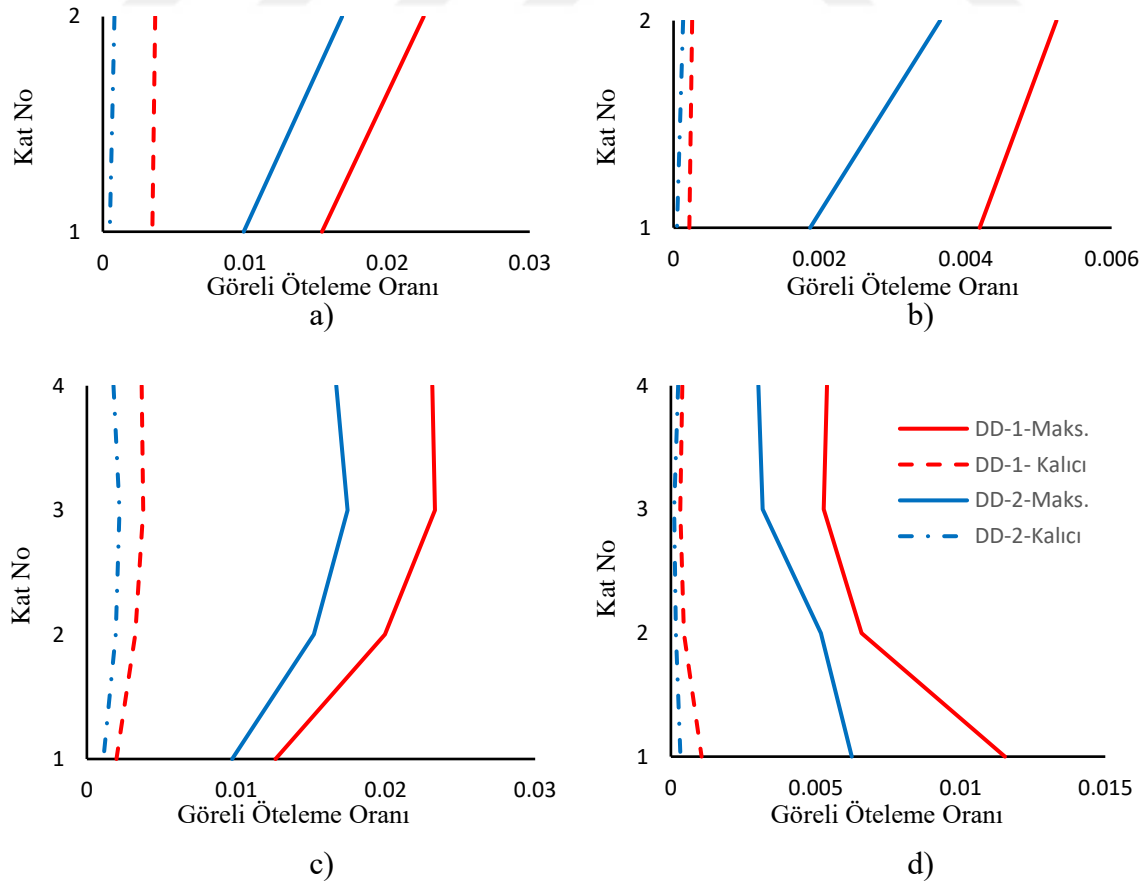 2
1
Kat No
0
0.01
0.02
0.03
Göreli Öteleme Oranı
a)
2
1
Kat No
0
0.002
0.004
0.006
Göreli Öteleme Oranı
b)
4
3
2
1
Kat No
0
0.01
0.02
0.03
Göreli Öteleme Oranı
c)
4
3
2
1
Kat No
DD-1-Maks.
DD-1- Kalıcı
DD-2-Maks.
DD-2-Kalıcı
0
0.005
0.01
0.015
Göreli Öteleme Oranı
d)